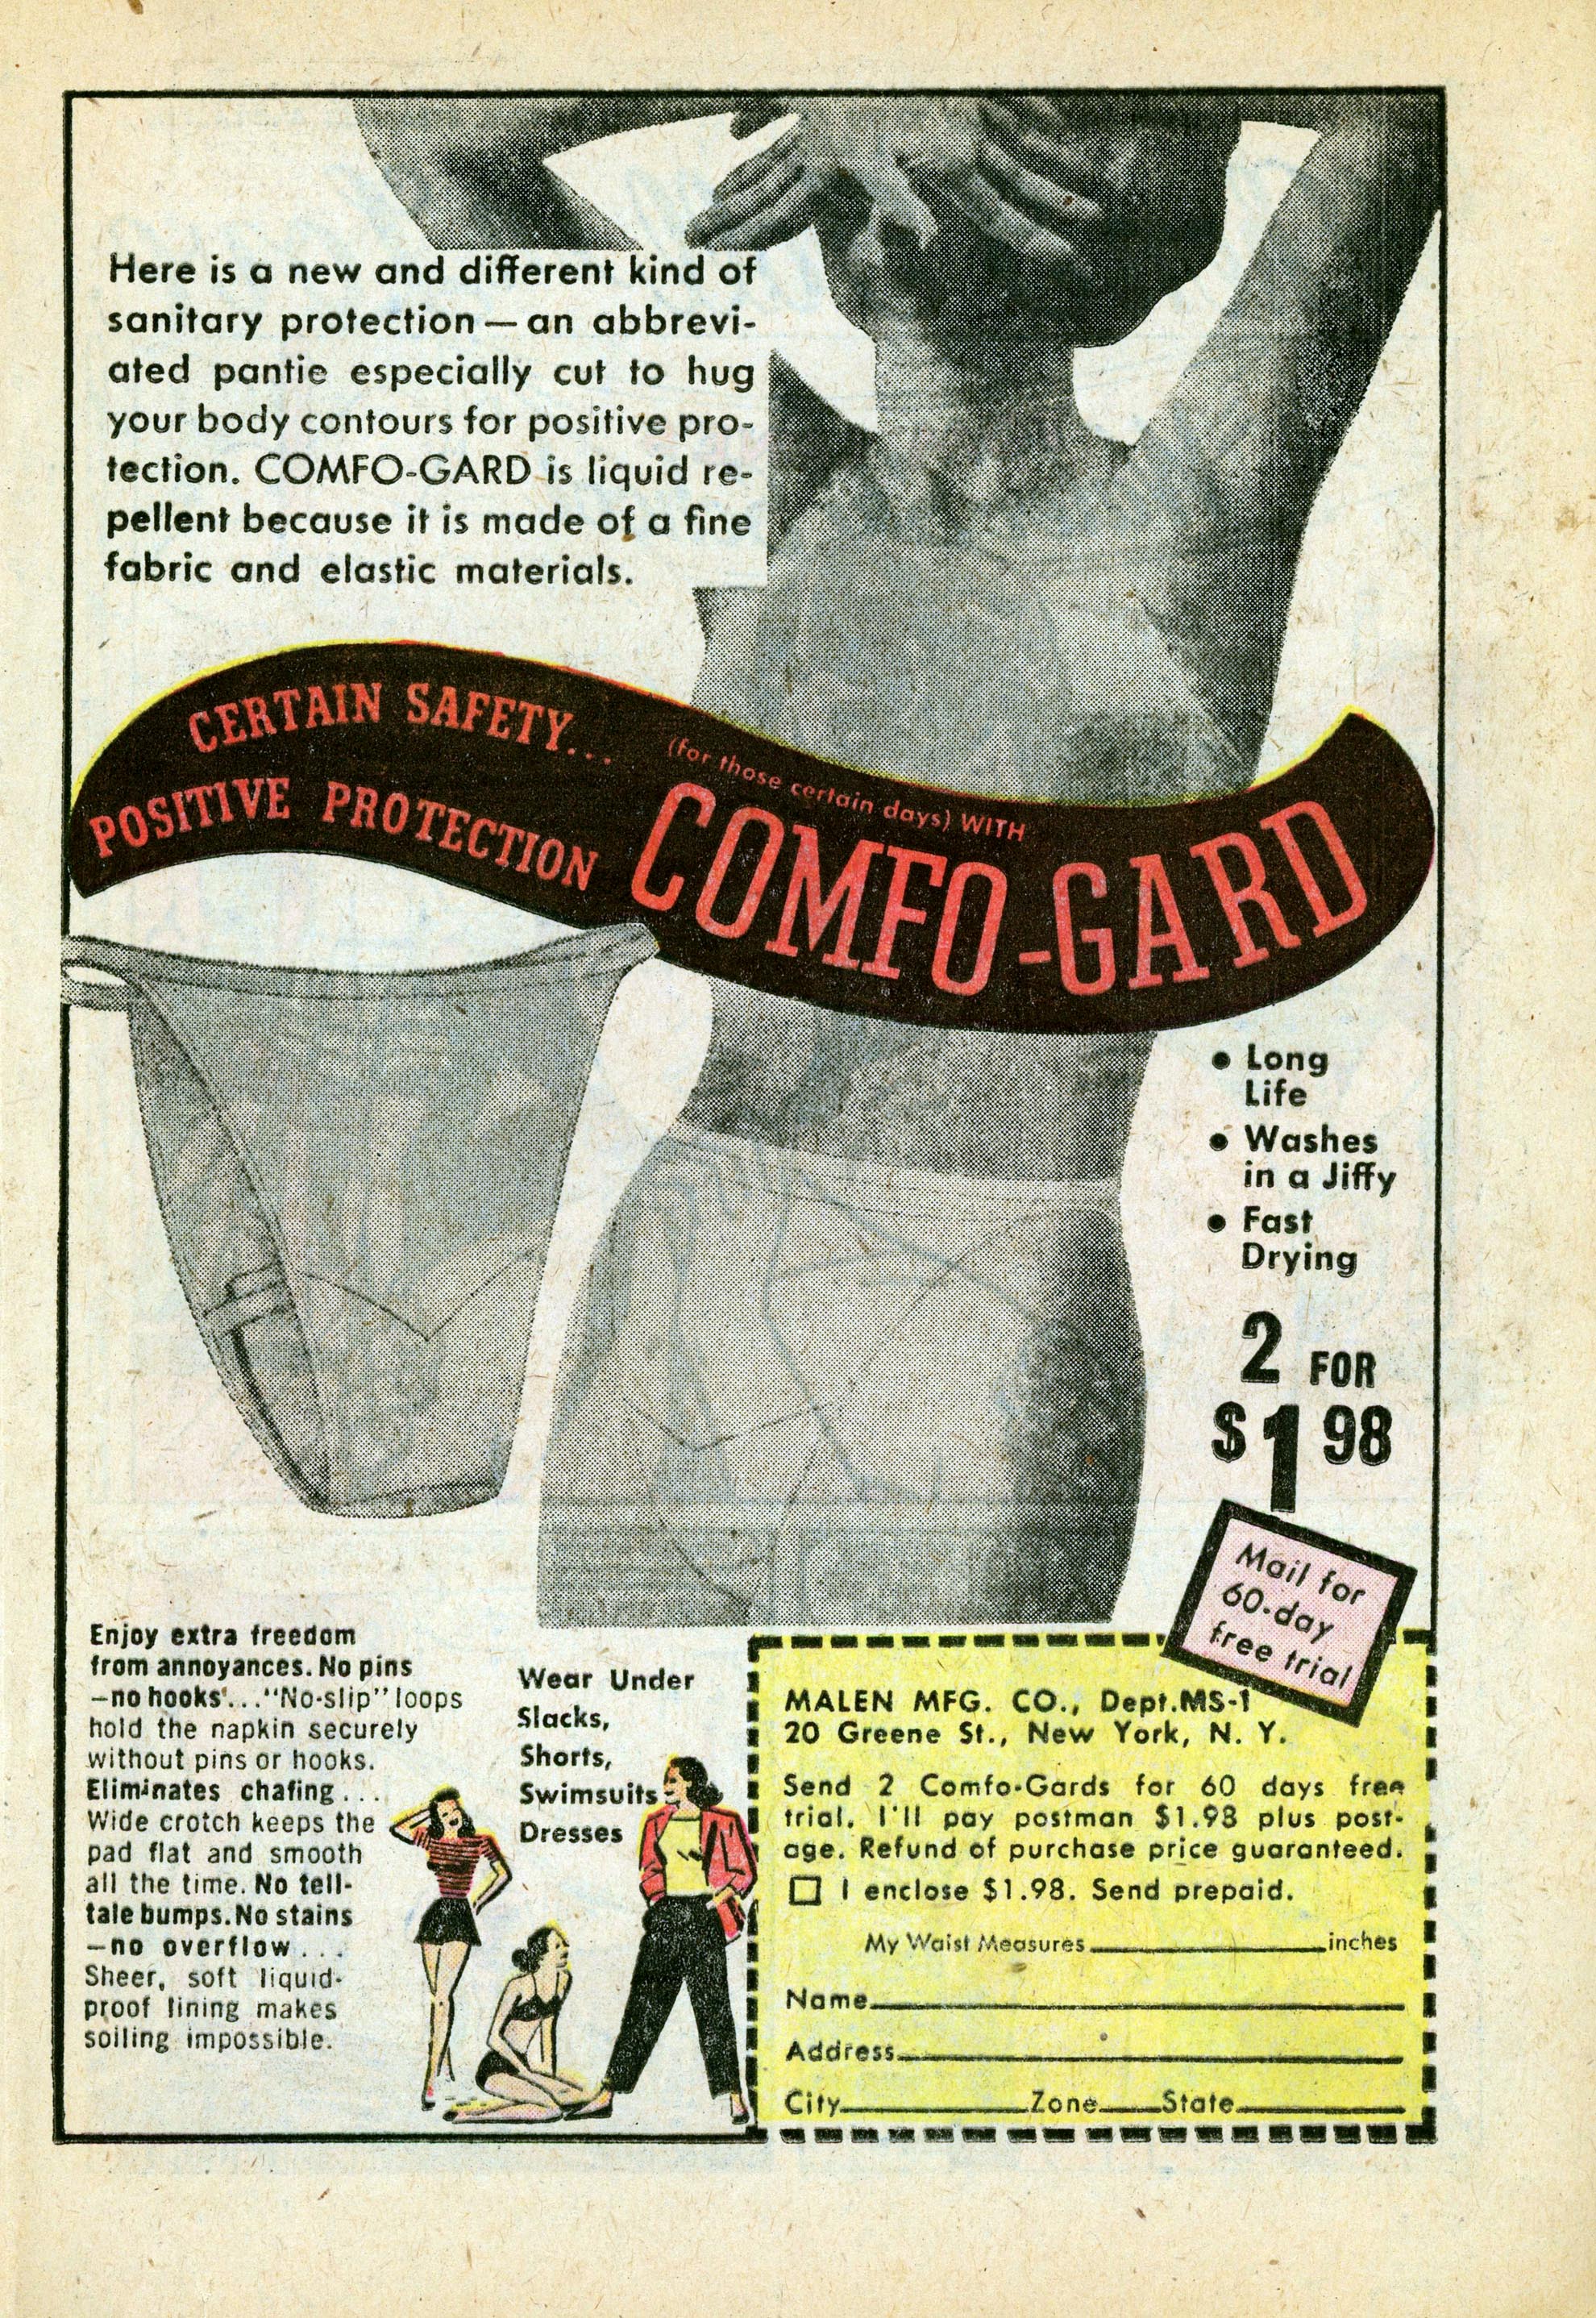 Here is a new and different kind of
sanitary protection — an abbrevi-
ated pantie especially cut to hug
your body contours for positive pro-
tection. COMFO-GARD is liquid re-
pellent because it is made of a fine
fabric and elastic materials.
CERTAIN SAFETY...
POSITIVE PROTECTION
(for those certain days) WITH
COMFO-GARD
• Long
Life
• Washes
in a Jiffy
• Fast
Drying
2 FOR
$1 98
Mail for
60-day
free trial
Enjoy extra freedom
from annoyances. No pins
—no hooks'..."No-slip" loops
hold the napkin securely
without pins or hooks.
Eliminates chafing...
Wide crotch keeps the
pad flat and smooth
all the time. No tell-
tale bumps. No stains
—no overflow...
Sheer, soft liquid-
proof lining makes
soiling impossible.
Wear Under
Slacks,
Shorts,
Swimsuits
Dresses
MALEN MFG. CO., Dept.MS-1
20 Greene St., New York, N. Y.
Send 2 Comfo-Gards for 60 days free
trial. I'll pay postman $1.98 plus post-
age. Refund of purchase price guaranteed.
☐ I enclose $1.98. Send prepaid.
My Waist Measures____inches
Name____
Address____
City____Zone____State____